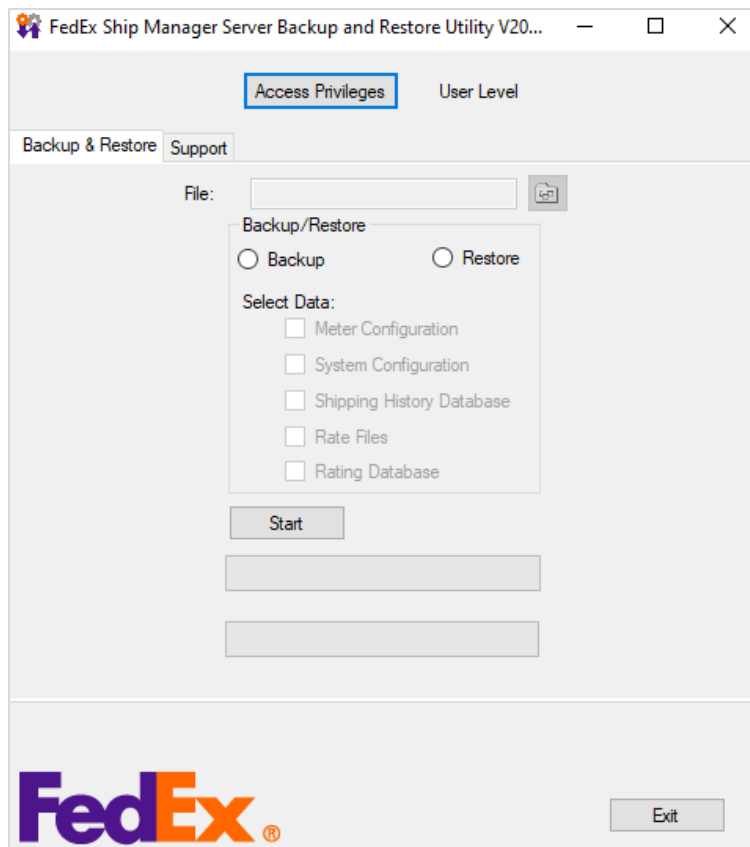 FedEx Ship Manager Server Backup and Restore Utility V20...
Access Privileges User Level
Backup & Restore Support
File:
Backup/Restore
Backup Restore
Select Data:
Meter Configuration
System Configuration
Shipping History Database
Rate Files
Rating Database
Start
FedEx®
Exit